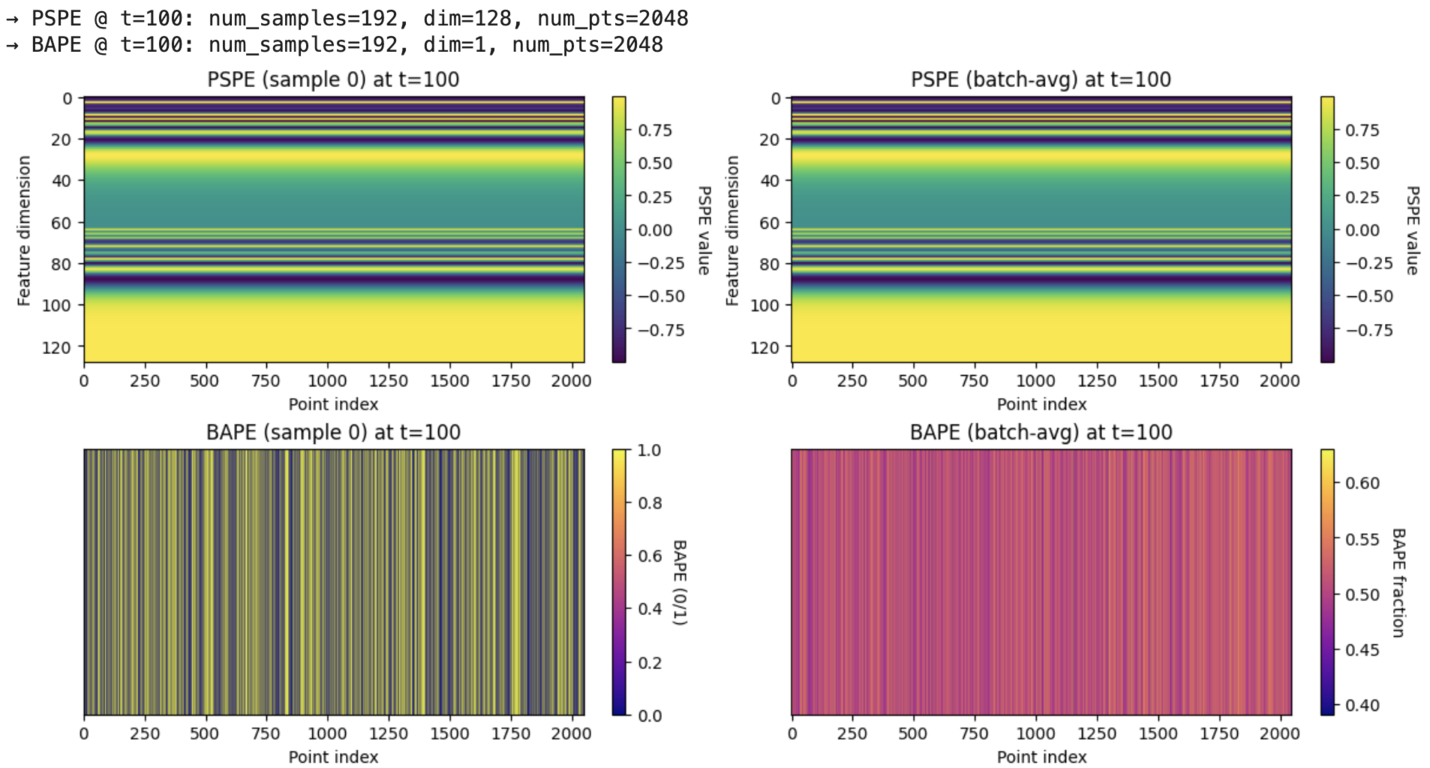 → PSPE @ t=100: num_samples=192, dim=128, num_pts=2048
→ BAPE @ t=100: num_samples=192, dim=1, num_pts=2048
PSPE (sample 0) at t=100
Feature dimension
0
20
40
60
80
100
120
0 250 500 750 1000 1250 1500 1750 2000
Point index
0.75
0.50
0.25
0.00
−0.25
−0.50
−0.75
PSPE value
PSPE (batch-avg) at t=100
Feature dimension
0
20
40
60
80
100
120
0 250 500 750 1000 1250 1500 1750 2000
Point index
0.75
0.50
0.25
0.00
−0.25
−0.50
−0.75
PSPE value
BAPE (sample 0) at t=100
0 250 500 750 1000 1250 1500 1750 2000
Point index
1.0
0.8
0.6
0.4
0.2
0.0
BAPE (0/1)
BAPE (batch-avg) at t=100
0 250 500 750 1000 1250 1500 1750 2000
Point index
0.60
0.55
0.50
0.45
0.40
BAPE fraction